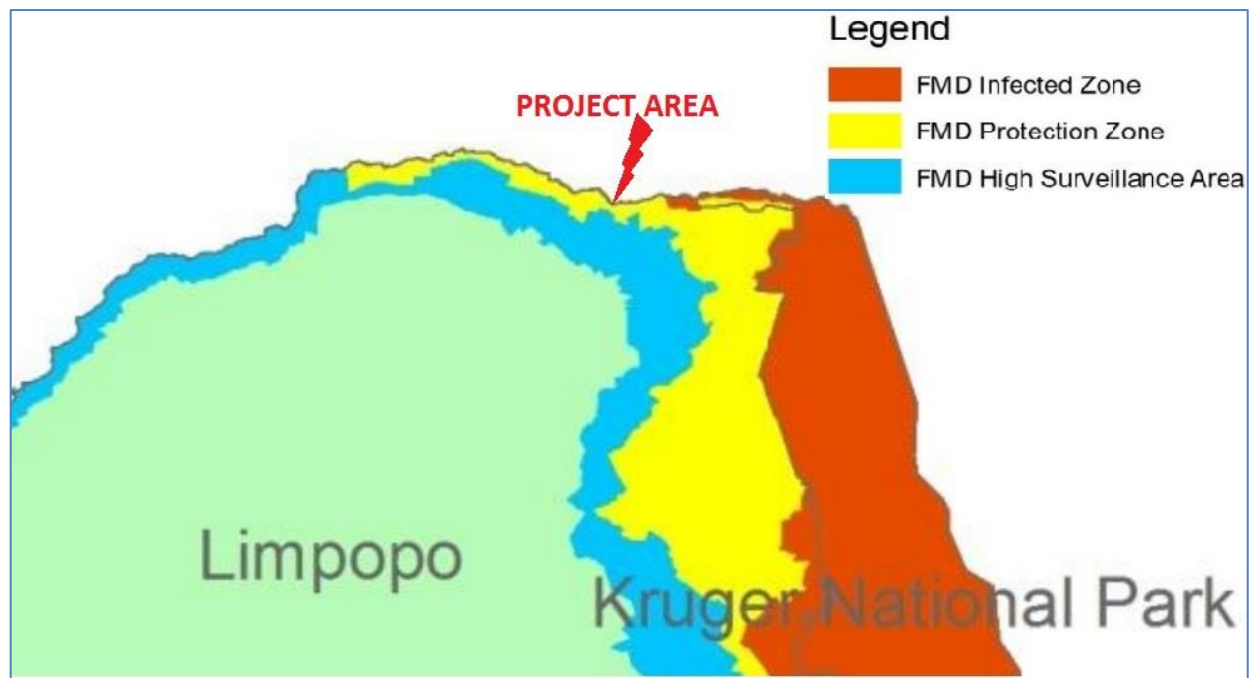 Legend
FMD Infected Zone
FMD Protection Zone
FMD High Surveillance Area
PROJECT AREA
Limpopo
Kruger National Park